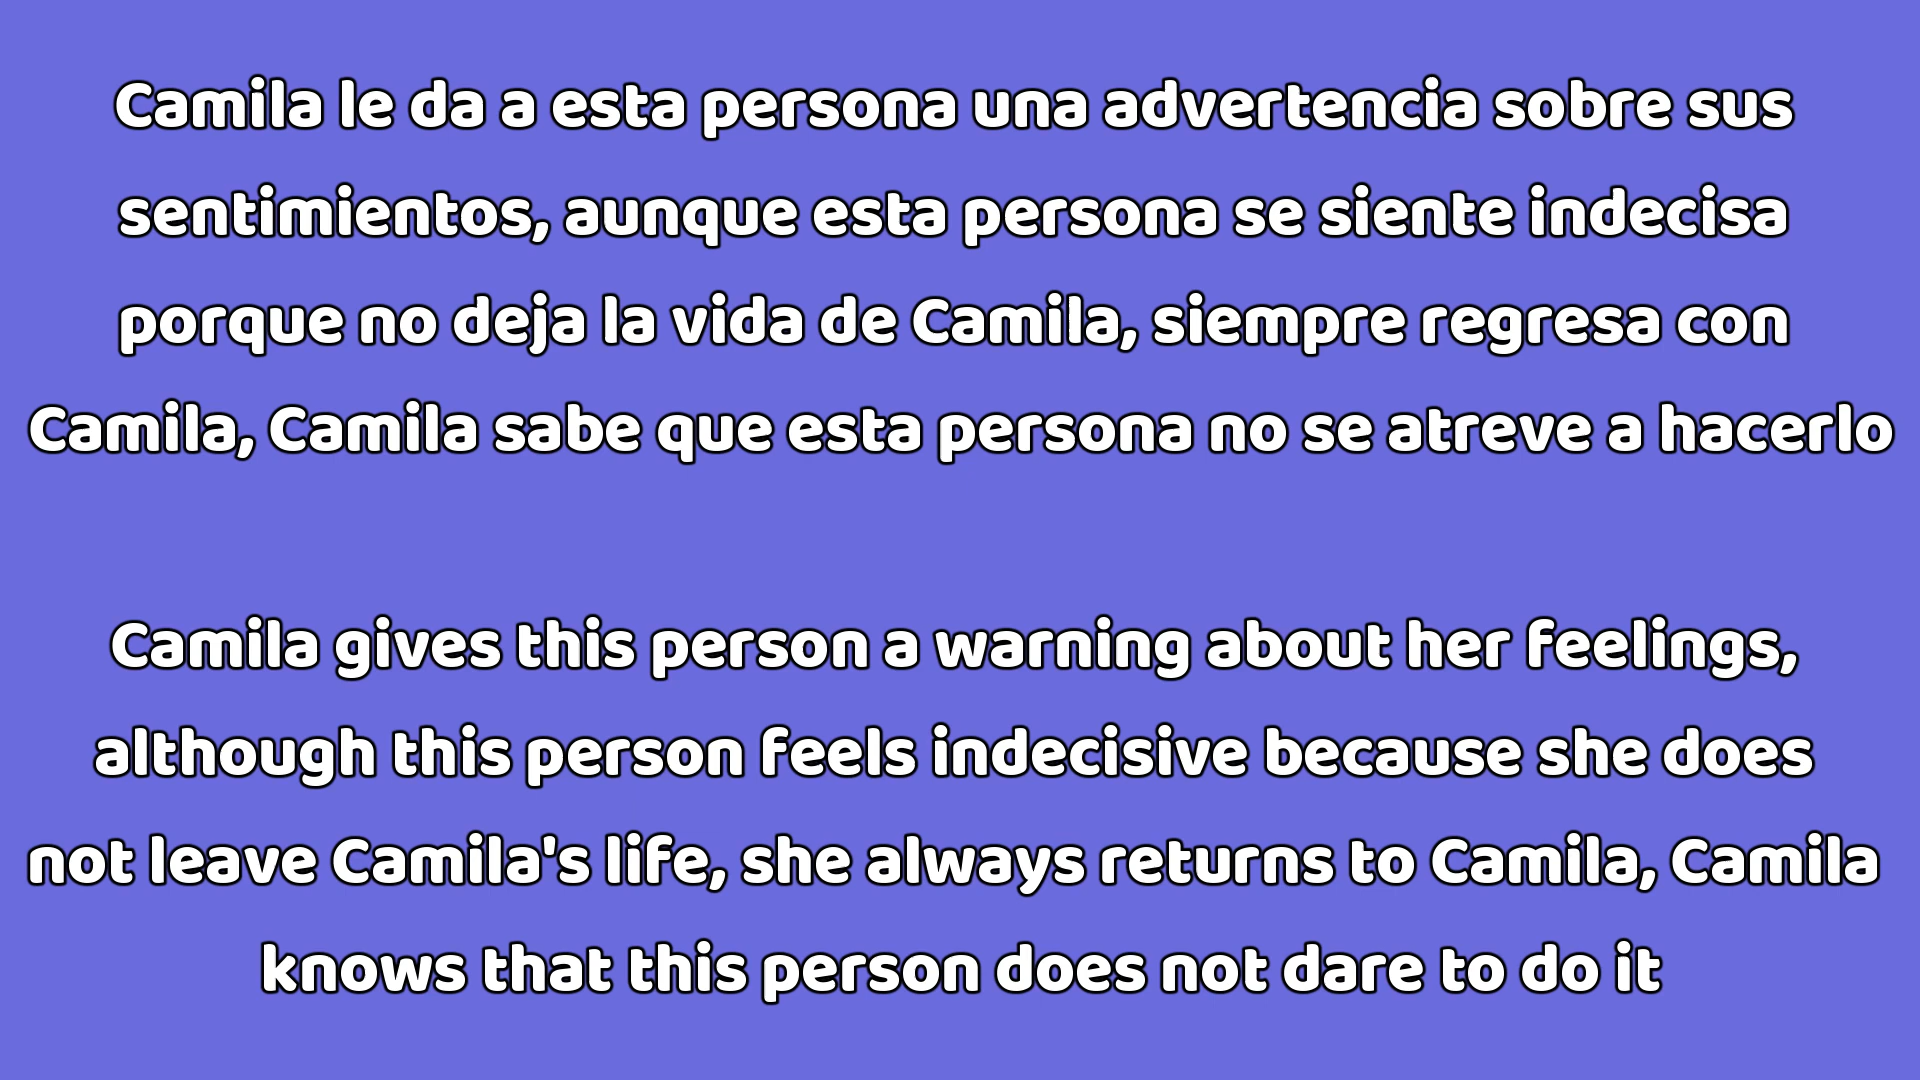 Camila le da a esta persona una advertencia sobre sus
sentimientos, aunque esta persona se siente indecisa
porque no deja la vida de Camila, siempre regresa con
Camila, Camila sabe que esta persona no se atreve a hacerlo
Camila gives this person a warning about her feelings,
although this person feels indecisive because she does
not leave Camila's life, she always returns to Camila, Camila
knows that this person does not dare to do it